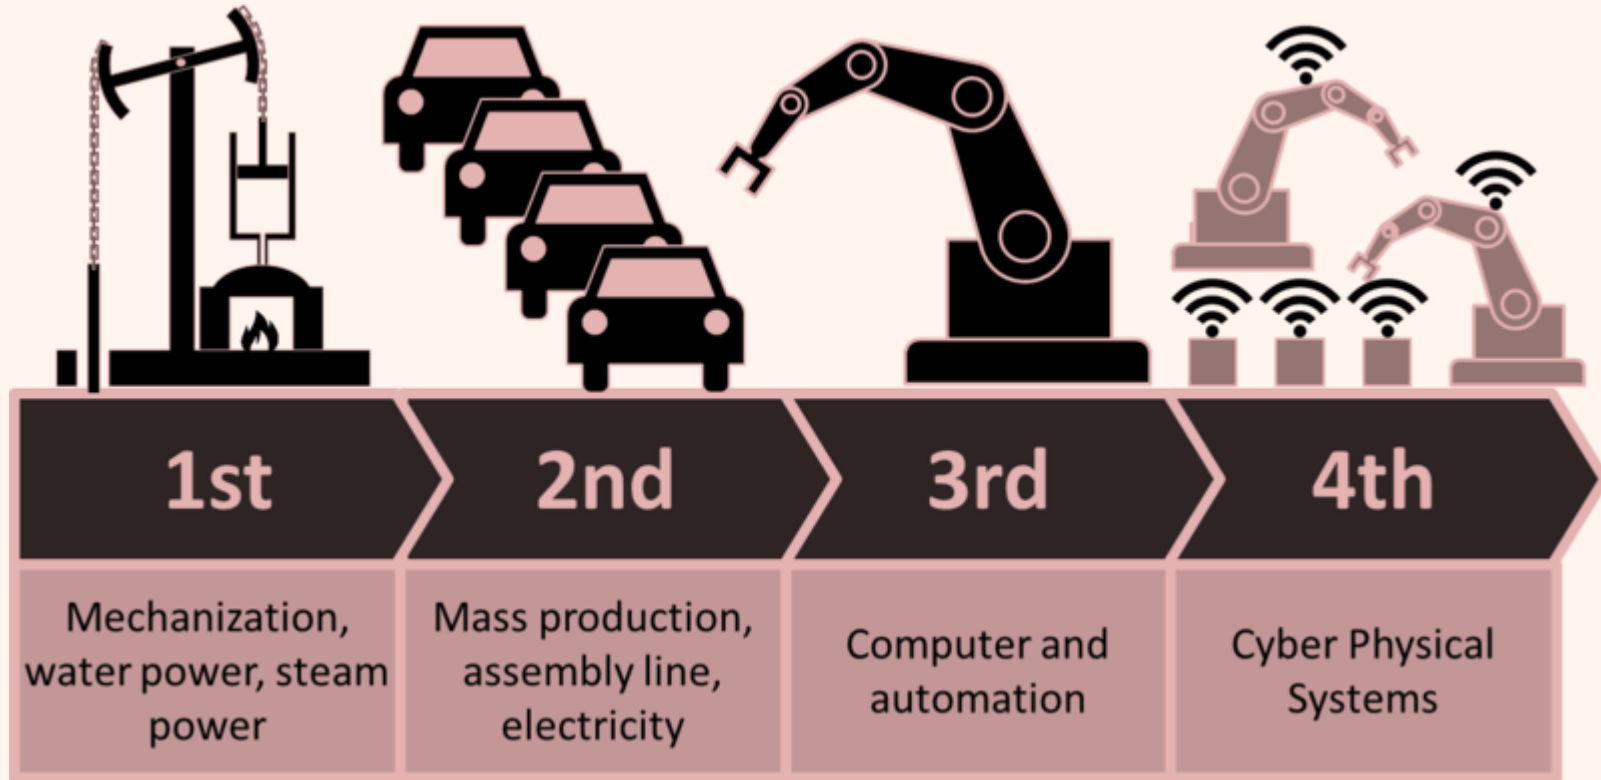 1st
2nd
3rd
4th
Mechanization,
water power, steam
power
Mass production,
assembly line,
electricity
Computer and
automation
Cyber Physical
Systems